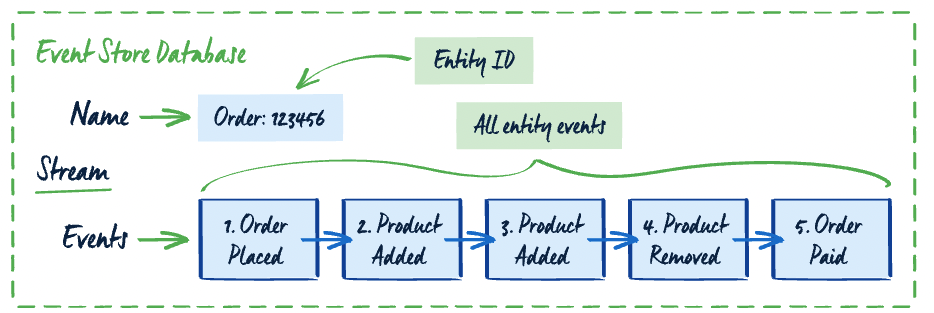 Event Store Database
Entity ID
Name
Order: 123456
All entity events
Stream
Events
1. Order
Placed
2. Product
Added
3. Product
Added
4. Product
Removed
5. Order
Paid